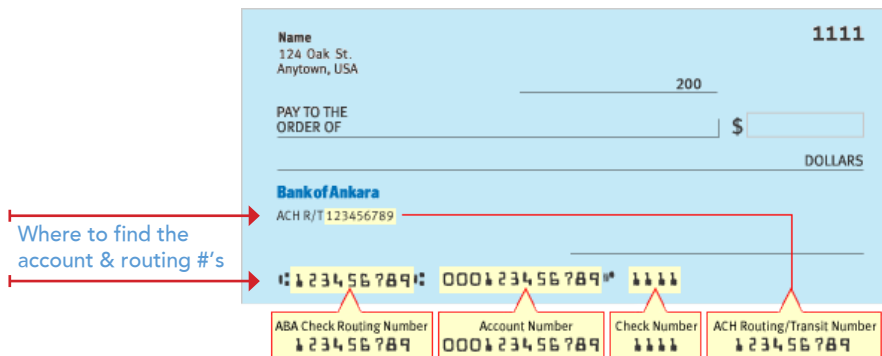 1111
Name
124 Oak St.
Anytown, USA
200
PAY TO THE
ORDER OF
$
DOLLARS
Bank of Ankara
ACH R/T 123456789
Where to find the
account & routing #'s
⑆123456789⑆ 000123456789⑈ 1111
ABA Check Routing Number
123456789
Account Number
000123456789
Check Number
1111
ACH Routing/Transit Number
123456789